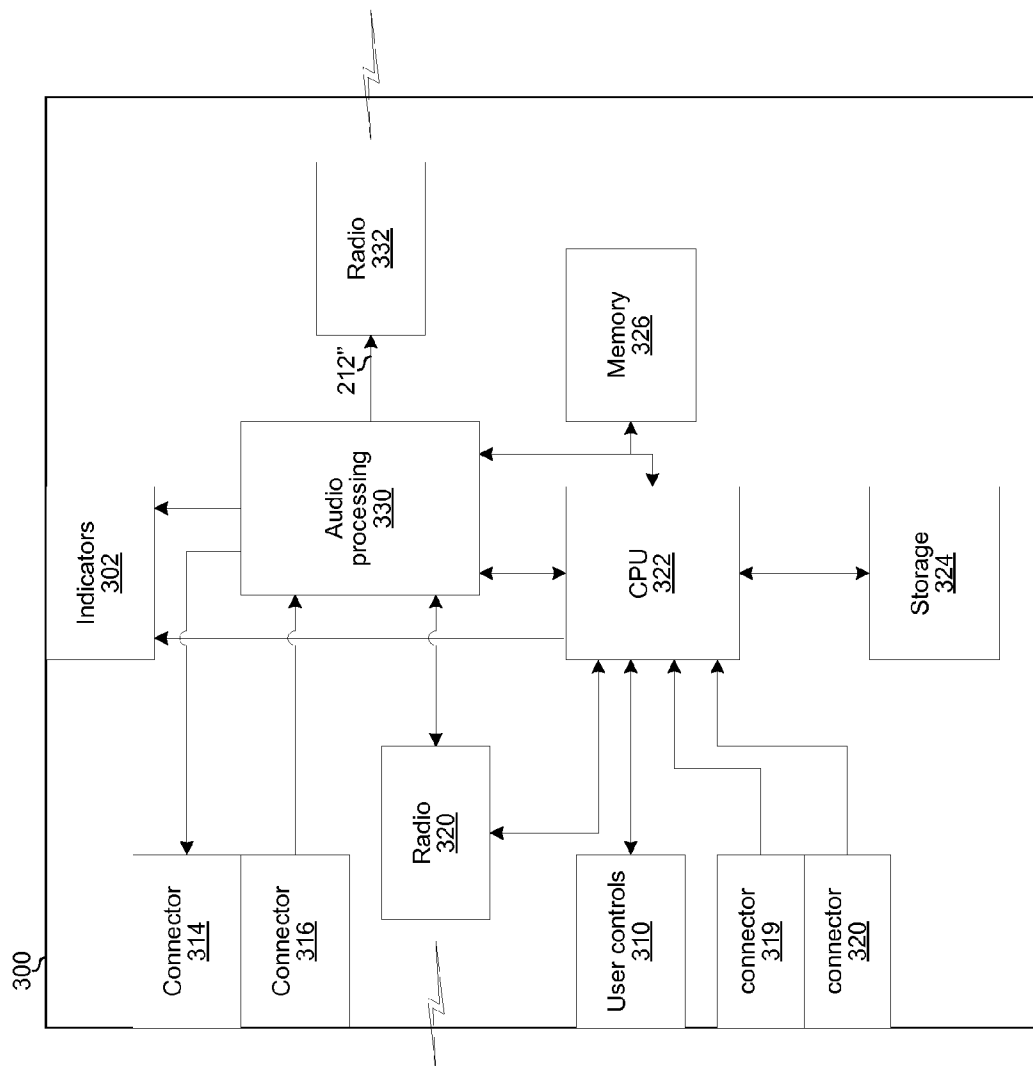 300
Connector
314
Connector
316
Radio
320
User controls
310
connector
319
connector
320
Indicators
302
Audio
processing
330
CPU
322
Storage
324
212”
Radio
332
Memory
326